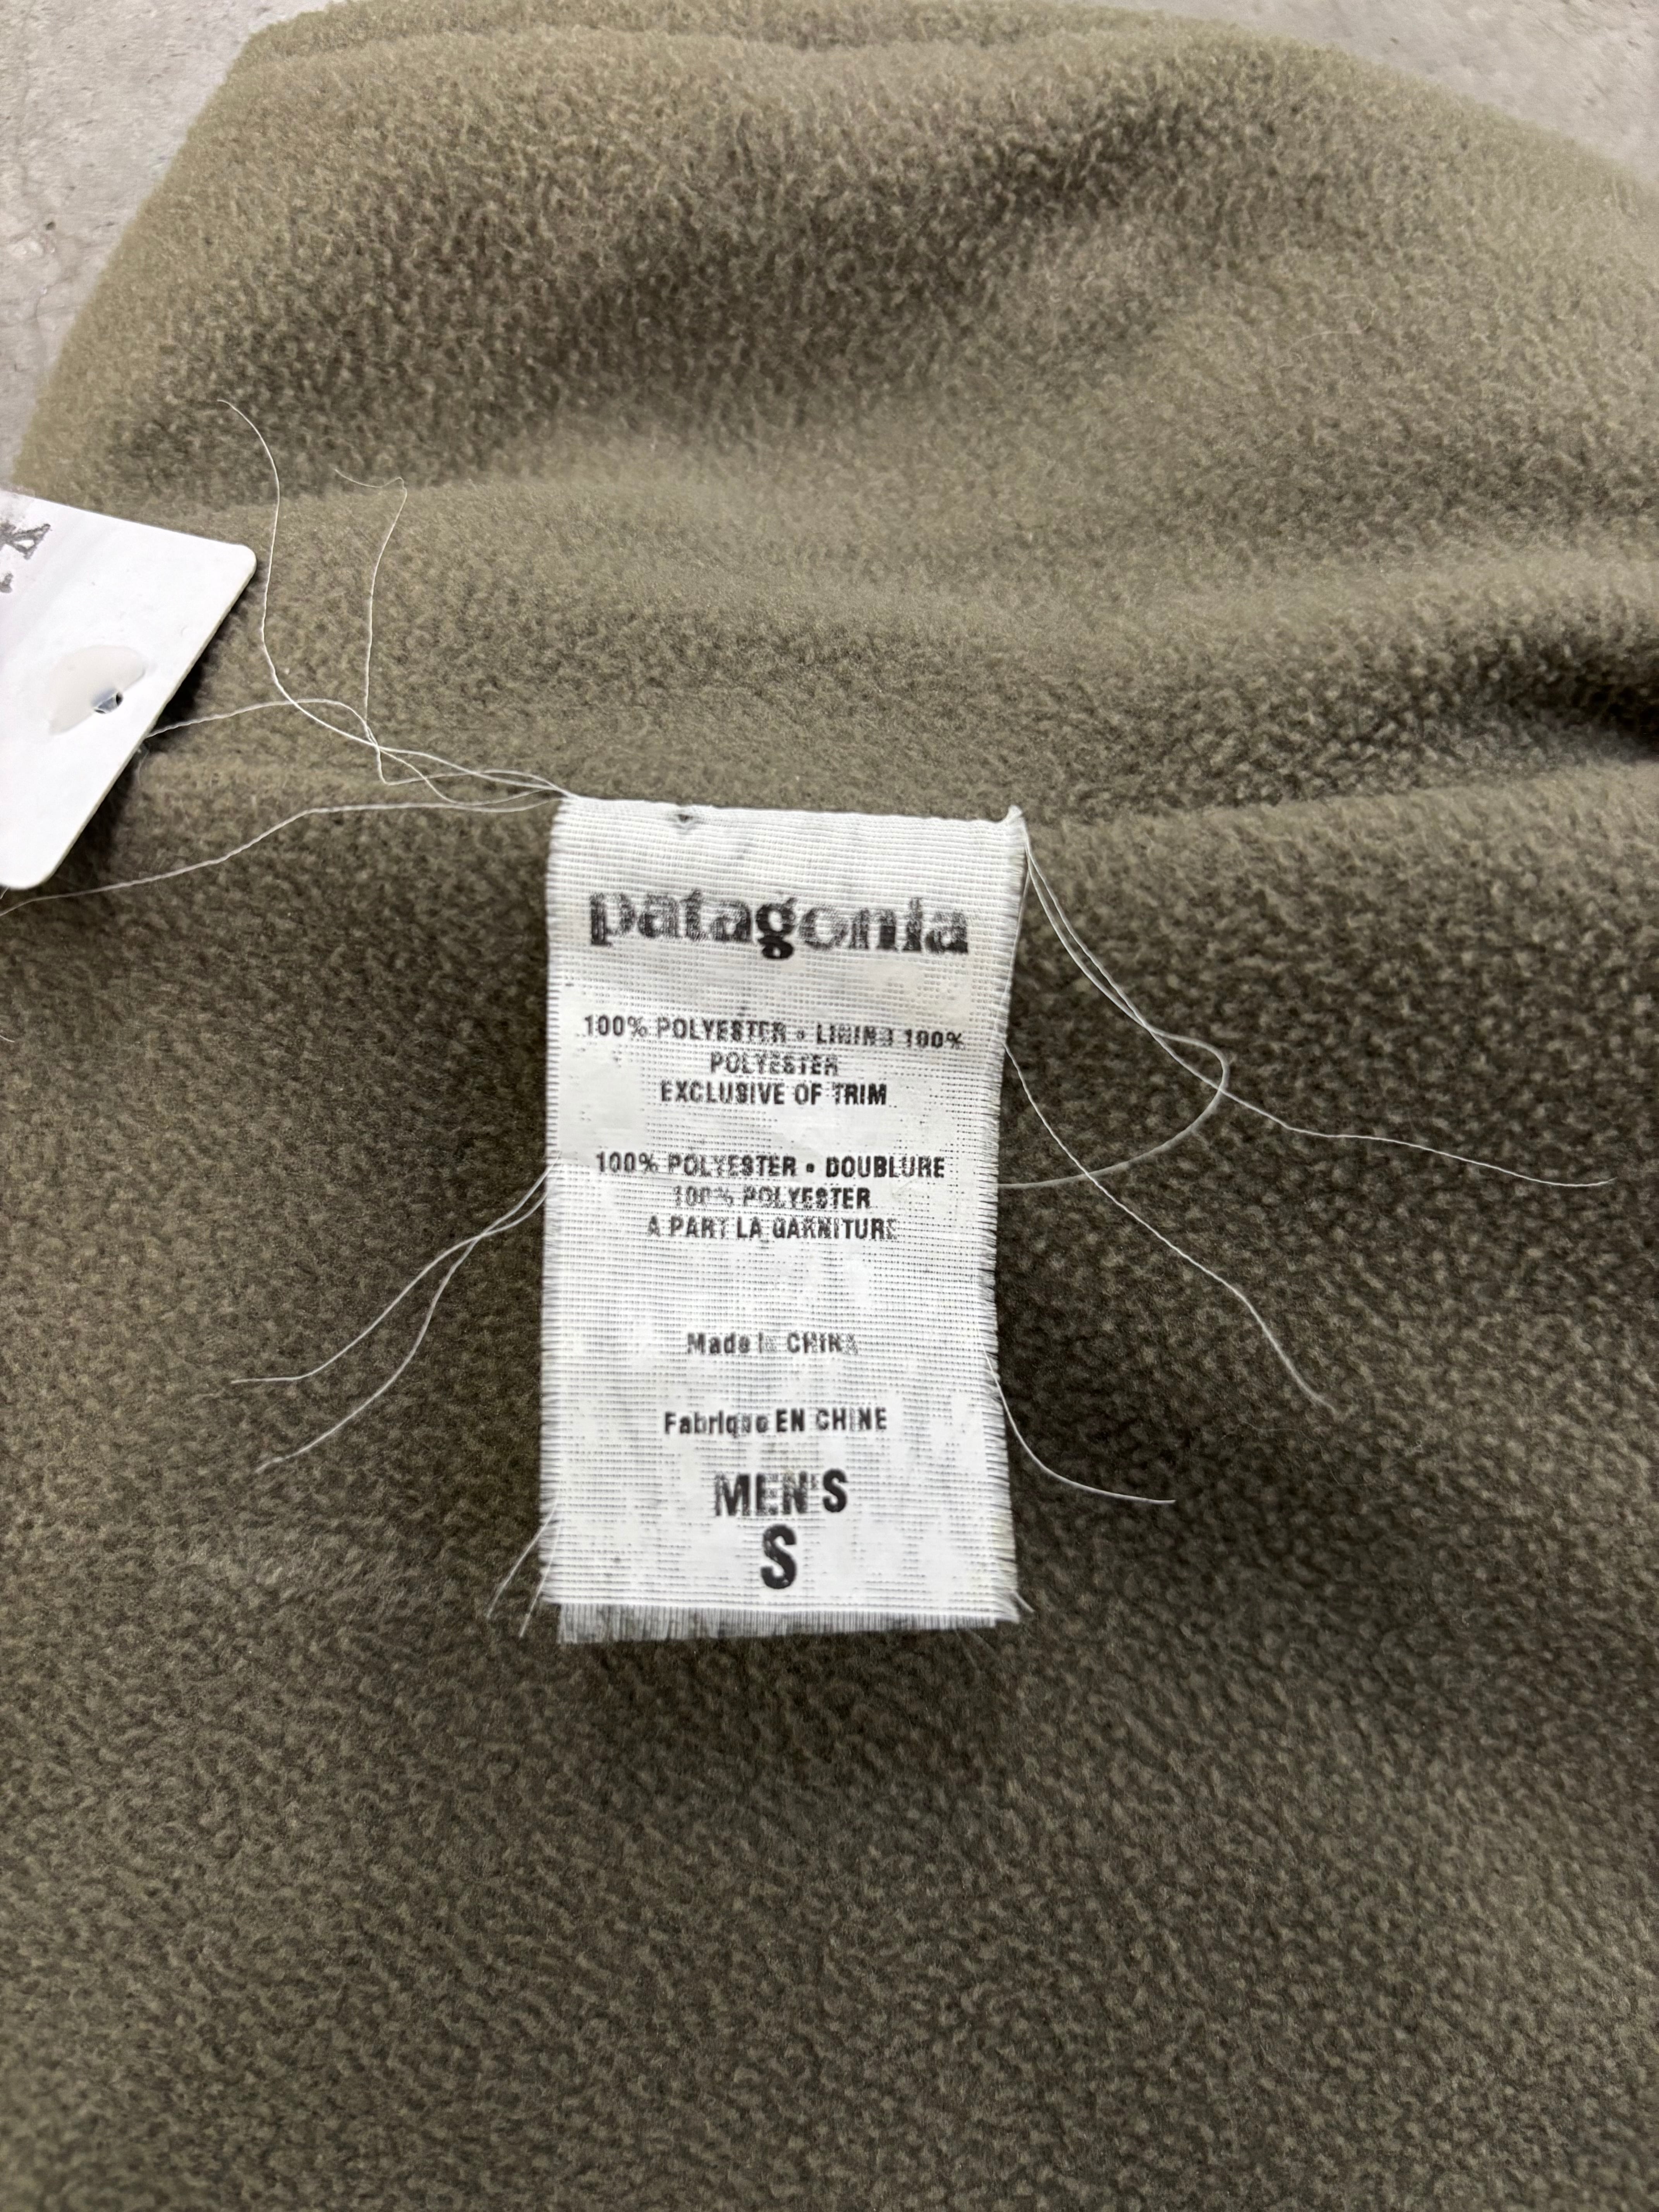 patagonia
100% POLYESTER • LINING 100%
POLYESTER
EXCLUSIVE OF TRIM
100% POLYESTER • DOUBLURE
100% POLYESTER
A PART LA GARNITURE
Made in CHINA
Fabrique EN CHINE
MEN'S
S